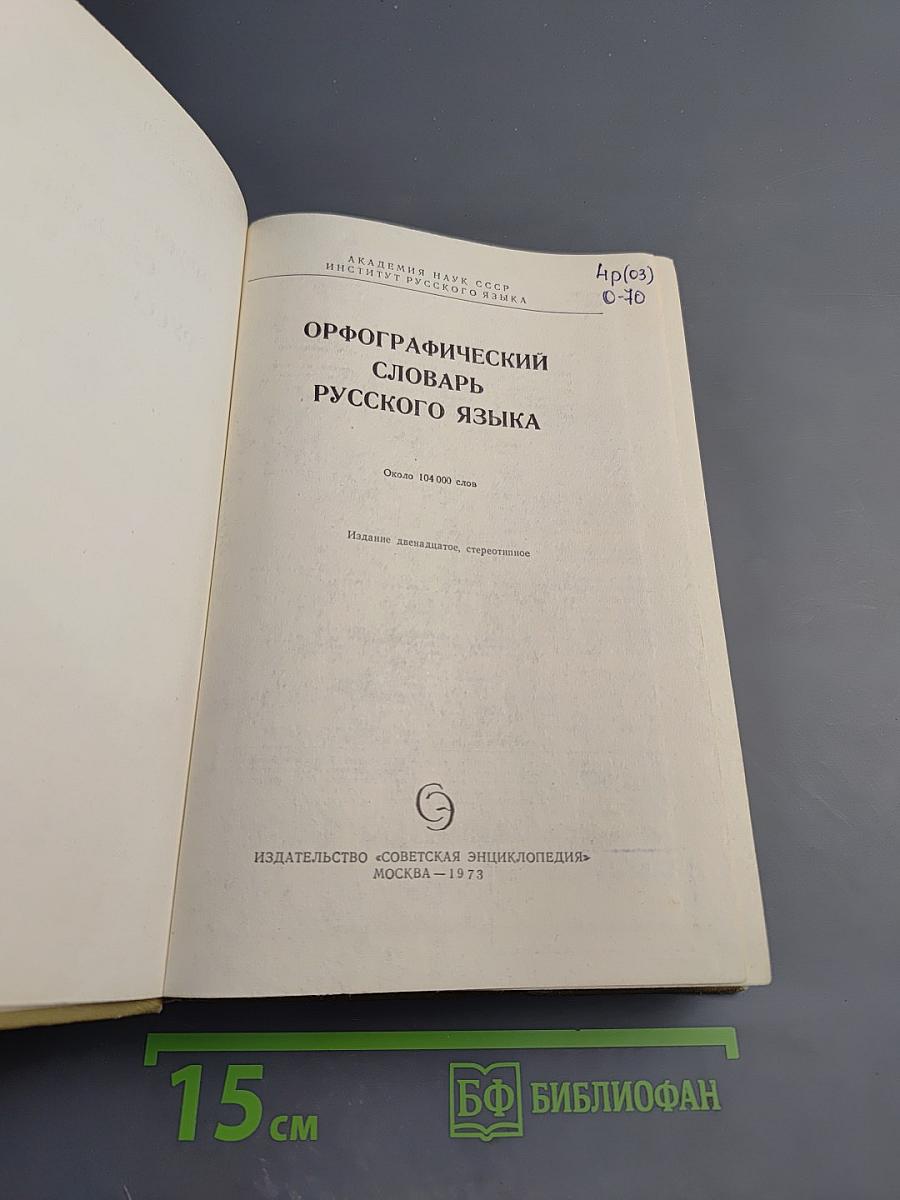 АКАДЕМИЯ НАУК СССР
ИНСТИТУТ РУССКОГО ЯЗЫКА
4р(03)
О-70
ОРФОГРАФИЧЕСКИЙ
СЛОВАРЬ
РУССКОГО ЯЗЫКА
Около 104 000 слов
Издание двенадцатое, стереотипное
СЭ
ИЗДАТЕЛЬСТВО «СОВЕТСКАЯ ЭНЦИКЛОПЕДИЯ»
МОСКВА — 1973
15 см
БФ БИБЛИОФАН